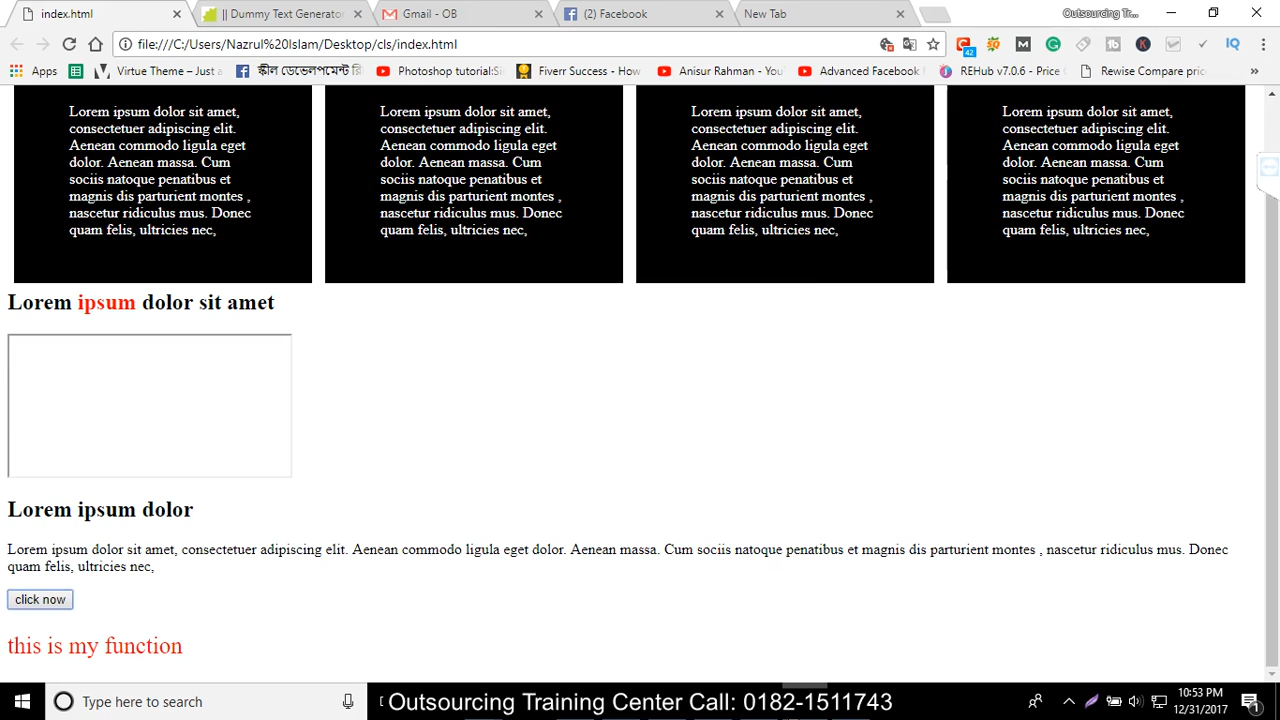 index.html
|| Dummy Text Generator
Gmail - OB
(2) Facebook
New Tab
Outsourcing Tr...
file:///C:/Users/Nazrul%20Islam/Desktop/cls/index.html
42
M
G
tb
K
IQ
Apps
Virtue Theme – Just a
স্কীল ডেভেলপমেন্ট রি
Photoshop tutorial:Si
Fiverr Success - How
Anisur Rahman - You
Advanced Facebook
REHub v7.0.6 - Price C
Rewise Compare pric
»
Lorem ipsum dolor sit amet,
consectetuer adipiscing elit.
Aenean commodo ligula eget
dolor. Aenean massa. Cum
sociis natoque penatibus et
magnis dis parturient montes ,
nascetur ridiculus mus. Donec
quam felis, ultricies nec,
Lorem ipsum dolor sit amet,
consectetuer adipiscing elit.
Aenean commodo ligula eget
dolor. Aenean massa. Cum
sociis natoque penatibus et
magnis dis parturient montes ,
nascetur ridiculus mus. Donec
quam felis, ultricies nec,
Lorem ipsum dolor sit amet,
consectetuer adipiscing elit.
Aenean commodo ligula eget
dolor. Aenean massa. Cum
sociis natoque penatibus et
magnis dis parturient montes ,
nascetur ridiculus mus. Donec
quam felis, ultricies nec,
Lorem ipsum dolor sit amet,
consectetuer adipiscing elit.
Aenean commodo ligula eget
dolor. Aenean massa. Cum
sociis natoque penatibus et
magnis dis parturient montes ,
nascetur ridiculus mus. Donec
quam felis, ultricies nec,
Lorem ipsum dolor sit amet
Lorem ipsum dolor
Lorem ipsum dolor sit amet, consectetuer adipiscing elit. Aenean commodo ligula eget dolor. Aenean massa. Cum sociis natoque penatibus et magnis dis parturient montes , nascetur ridiculus mus. Donec
quam felis, ultricies nec,
click now
this is my function
Type here to search
Outsourcing Training Center Call: 0182-1511743
10:53 PM
12/31/2017
1